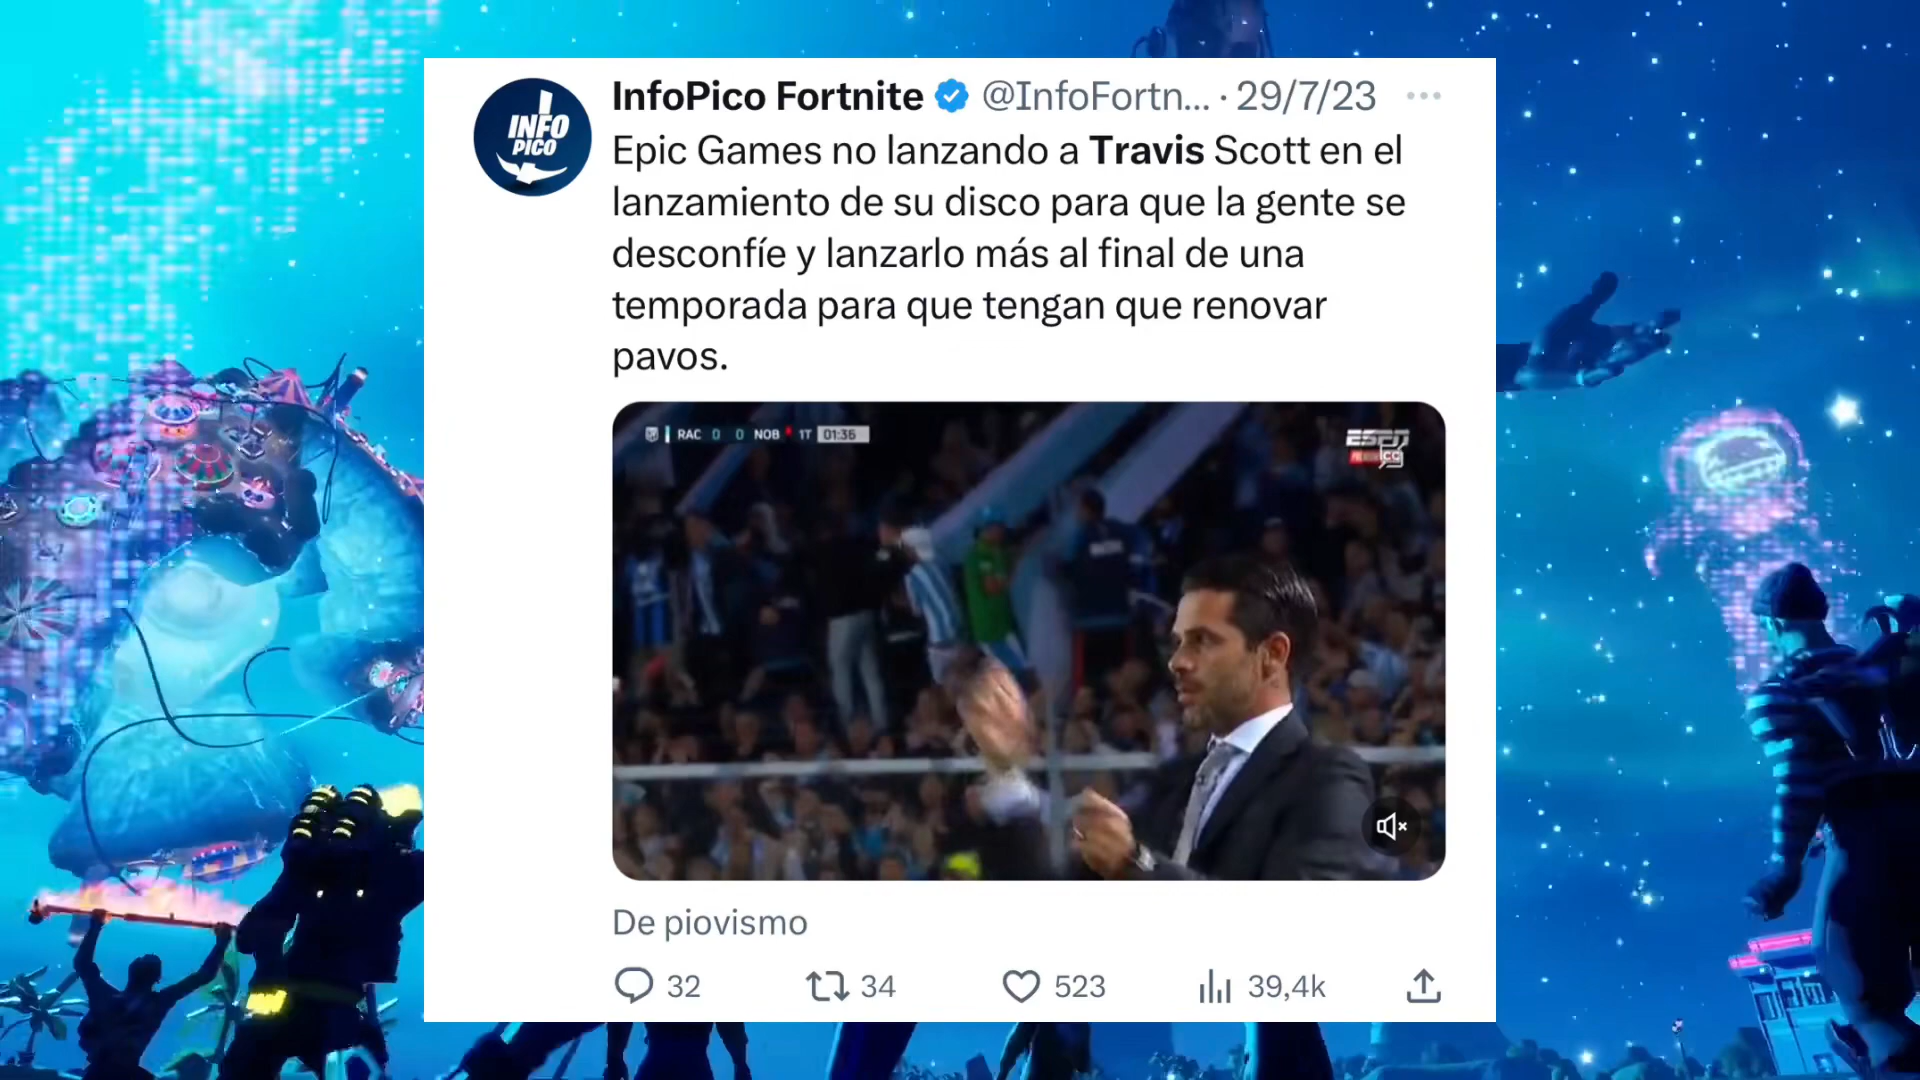 InfoPico Fortnite @InfoFortn... · 29/7/23
INFO
PICO
Epic Games no lanzando a Travis Scott en el
lanzamiento de su disco para que la gente se
desconfíe y lanzarlo más al final de una
temporada para que tengan que renovar
pavos.
RAC 0 0 NOB 1T 01:36
ESPN
De piovismo
32 34 523 39,4k